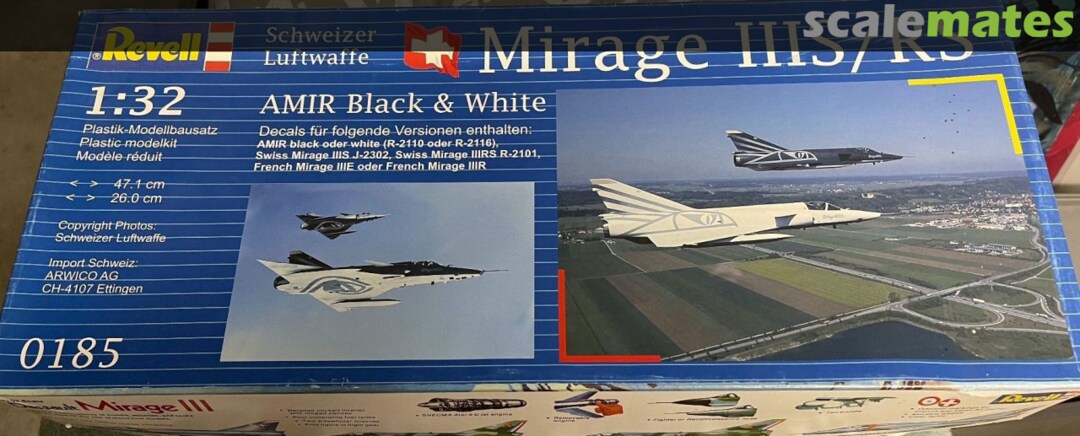 scalemates
Revell
Schweizer
Luftwaffe
Mirage IIIS/RS
1:32
AMIR Black & White
Plastik-Modellbausatz
Plastic modelkit
Modèle réduit
Decals für folgende Versionen enthalten:
AMIR black oder white (R-2110 oder R-2116),
Swiss Mirage IIIS J-2302, Swiss Mirage IIIRS R-2101,
French Mirage IIIE oder French Mirage IIIR
<- -> 47.1 cm
<- -> 26.0 cm
Copyright Photos:
Schweizer Luftwaffe
Import Schweiz:
ARWICO AG
CH-4107 Ettingen
0185
Dassault Mirage III
Revell